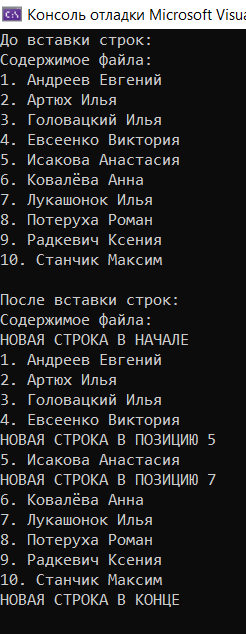 Консоль отладки Microsoft Visua
До вставки строк:
Содержимое файла:
1. Андреев Евгений
2. Артюх Илья
3. Головацкий Илья
4. Евсеенко Виктория
5. Исакова Анастасия
6. Ковалёва Анна
7. Лукашонок Илья
8. Потеруха Роман
9. Радкевич Ксения
10. Станчик Максим
После вставки строк:
Содержимое файла:
НОВАЯ СТРОКА В НАЧАЛЕ
1. Андреев Евгений
2. Артюх Илья
3. Головацкий Илья
4. Евсеенко Виктория
НОВАЯ СТРОКА В ПОЗИЦИЮ 5
5. Исакова Анастасия
НОВАЯ СТРОКА В ПОЗИЦИЮ 7
6. Ковалёва Анна
7. Лукашонок Илья
8. Потеруха Роман
9. Радкевич Ксения
10. Станчик Максим
НОВАЯ СТРОКА В КОНЦЕ